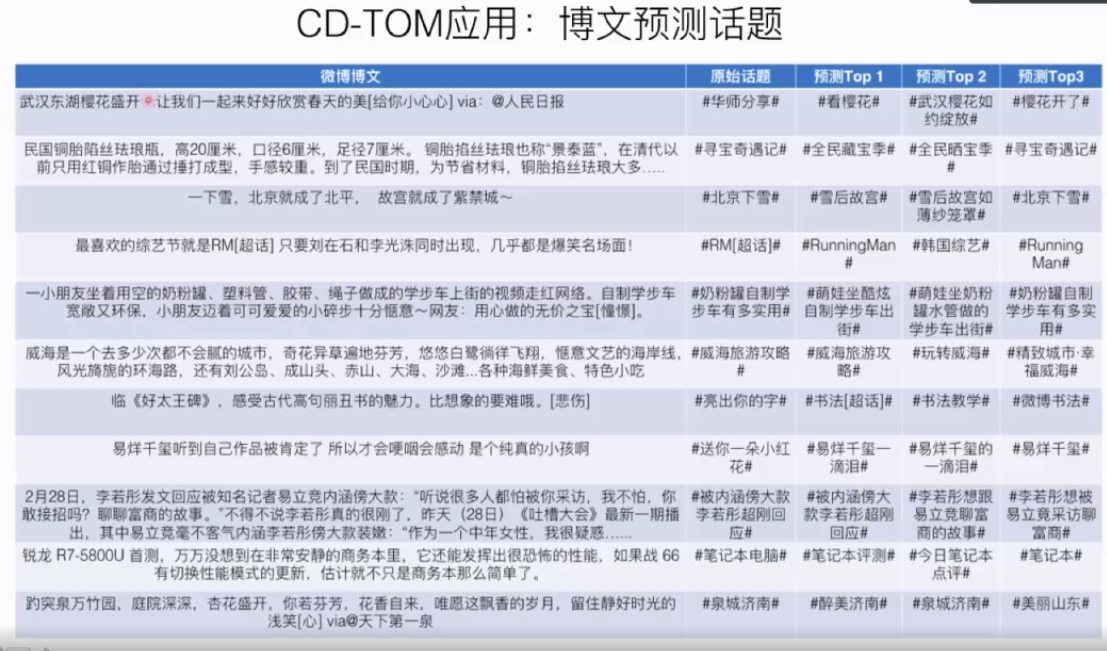 CD-TOM应用：博文预测话题
微博博文 原始话题 预测Top 1 预测Top 2 预测Top3
武汉东湖樱花盛开🌸让我们一起来好好欣赏春天的美[给你小心心] via：@人民日报 #华师分享# #看樱花# #武汉樱花如 #樱花开了#
约绽放#
民国铜胎掐丝珐琅瓶，高20厘米，口径6厘米，足径7厘米。 铜胎掐丝珐琅也称“景泰蓝”，在清代以 #寻宝奇遇记# #全民藏宝季# #全民晒宝季 #寻宝奇遇记#
前只用红铜作胎通过捶打成型，手感较重。到了民国时期，为节省材料，铜胎掐丝珐琅大多..... #
一下雪，北京就成了北平， 故宫就成了紫禁城～ #北京下雪# #雪后故宫# #雪后故宫如 #北京下雪#
薄纱笼罩#
最喜欢的综艺节就是RM[超话] 只要刘在石和李光洙同时出现，几乎都是爆笑名场面！ #RM[超话]# #RunningMan #韩国综艺# #Running
# Man#
一小朋友坐着用空的奶粉罐、塑料管、胶带、绳子做成的学步车上街的视频走红网络。自制学步车 #奶粉罐自制学 #萌娃坐酷炫 #萌娃坐奶粉 #奶粉罐自制
宽敞又环保，小朋友迈着可可爱爱的小碎步十分惬意～网友：用心做的无价之宝[憧憬]。 步车有多实用# 自制学步车出 罐水管做的 学步车有多实
街# 学步车出街# 用#
威海是一个去多少次都不会腻的城市，奇花异草遍地芬芳，悠悠白鹭徜徉飞翔，惬意文艺的海岸线， #威海旅游攻略 #威海旅游攻 #玩转威海# #精致城市·幸
风光旖旎的环海路，还有刘公岛、成山头、赤山、大海、沙滩...各种海鲜美食、特色小吃 # 略# 福威海#
临《好太王碑》，感受古代高句丽丑书的魅力。比想象的要难哦。[悲伤] #亮出你的字# #书法[超话]# #书法教学# #微博书法#
易烊千玺听到自己作品被肯定了 所以才会哽咽会感动 是个纯真的小孩啊 #送你一朵小红 #易烊千玺一 #易烊千玺的 #易烊千玺#
花# 滴泪# 一滴泪#
2月28日，李若彤发文回应被知名记者易立竞内涵傍大款：“听说很多人都怕被你采访，我不怕，你 #被内涵傍大款 #被内涵傍大 #李若彤想跟 #李若彤想被
敢接招吗？聊聊富商的故事。”不得不说李若彤真的很刚了，昨天（28日）《吐槽大会》最新一期播 李若彤超刚回 款李若彤超刚 易立竞聊富 易立竞采访聊
出，其中易立竞毫不客气内涵李若彤傍大款装嫩：“作为一个中年女性，我很疑惑...... 应# 回应# 商的故事# 富商#
锐龙 R7-5800U 首测，万万没想到在非常安静的商务本里，它还能发挥出很恐怖的性能，如果战 66 #笔记本电脑# #笔记本评测# #今日笔记本 #笔记本#
有切换性能模式的更新，估计就不只是商务本那么简单了。 点评#
趵突泉万竹园，庭院深深，杏花盛开，你若芬芳，花香自来，唯愿这飘香的岁月，留住静好时光的 #泉城济南# #醉美济南# #泉城济南# #美丽山东#
浅笑[心] via@天下第一泉